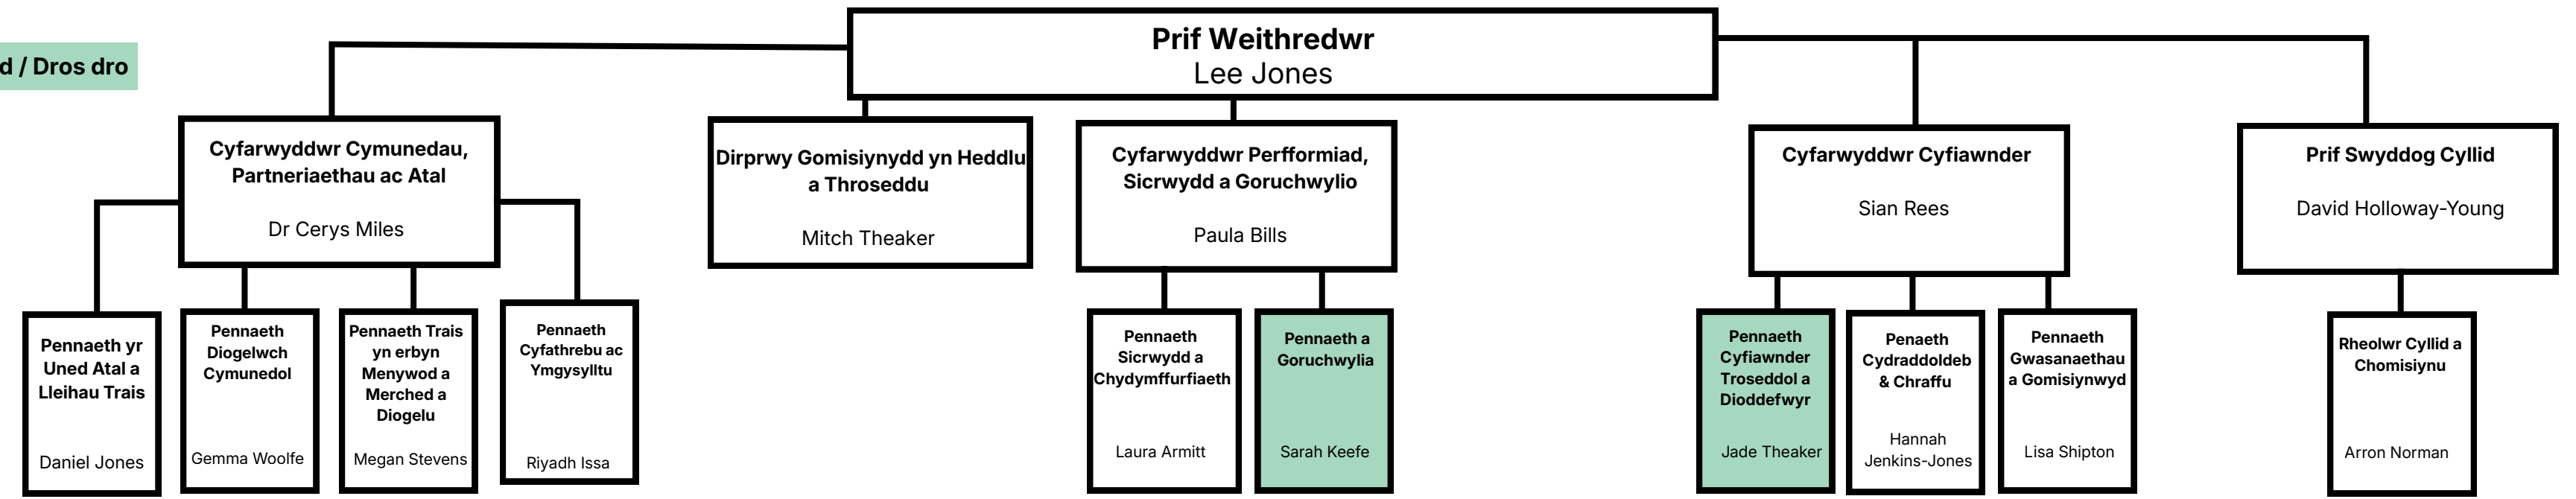 d / Dros dro
Prif Weithredwr
Lee Jones
Cyfarwyddwr Cymunedau,
Partneriaethau ac Atal
Dr Cerys Miles
Dirprwy Gomisiynydd yn Heddlu
a Throseddu
Mitch Theaker
Cyfarwyddwr Perfformiad,
Sicrwydd a Goruchwylio
Paula Bills
Cyfarwyddwr Cyfiawnder
Sian Rees
Prif Swyddog Cyllid
David Holloway-Young
Pennaeth yr
Uned Atal a
Lleihau Trais
Daniel Jones
Pennaeth
Diogelwch
Cymunedol
Gemma Woolfe
Pennaeth Trais
yn erbyn
Menywod a
Merched a
Diogelu
Megan Stevens
Pennaeth
Cyfathrebu ac
Ymgysylltu
Riyadh Issa
Pennaeth
Sicrwydd a
Chydymffurfiaeth
Laura Armitt
Pennaeth a
Goruchwylia
Sarah Keefe
Pennaeth
Cyfiawnder
Troseddol a
Dioddefwyr
Jade Theaker
Penaeth
Cydraddoldeb
& Chraffu
Hannah
Jenkins-Jones
Pennaeth
Gwasanaethau
a Gomisiynwyd
Lisa Shipton
Rheolwr Cyllid a
Chomisiynu
Arron Norman